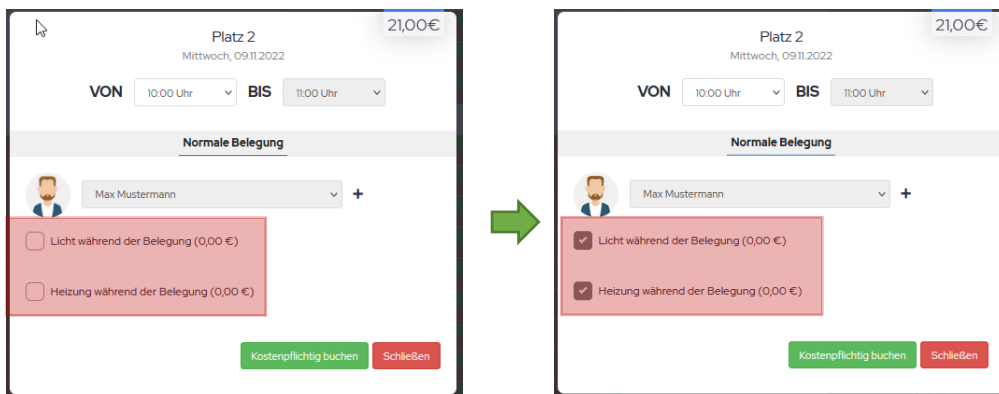 21,00€
Platz 2
Mittwoch, 09.11.2022
VON 10:00 Uhr BIS 11:00 Uhr
Normale Belegung
Max Mustermann +
Licht während der Belegung (0,00 €)
Heizung während der Belegung (0,00 €)
Kostenpflichtig buchen Schließen
21,00€
Platz 2
Mittwoch, 09.11.2022
VON 10:00 Uhr BIS 11:00 Uhr
Normale Belegung
Max Mustermann +
Licht während der Belegung (0,00 €)
Heizung während der Belegung (0,00 €)
Kostenpflichtig buchen Schließen